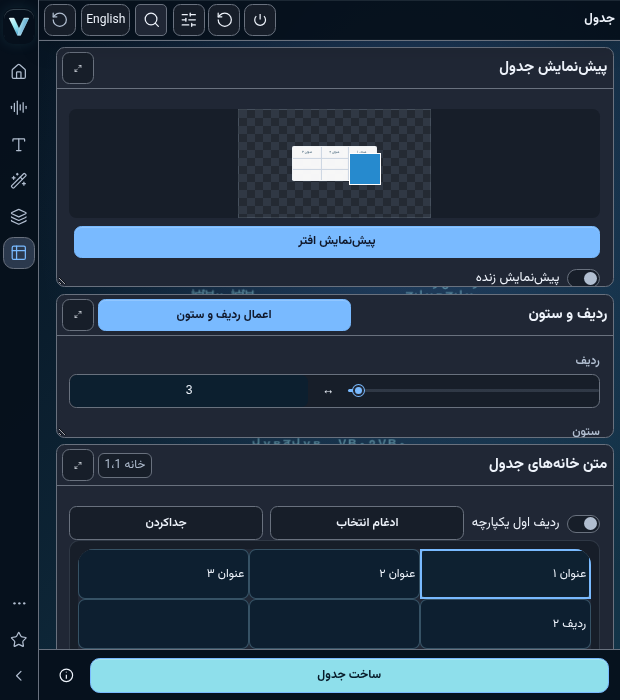 جدول
English
پیش‌نمایش جدول
پیش‌نمایش افتر
پیش‌نمایش زنده
ردیف و ستون
اعمال ردیف و ستون
ردیف
3
ستون
متن خانه‌های جدول
خانه 1،1
ردیف اول یکپارچه
ادغام انتخاب
جداکردن
عنوان ۱
عنوان ۲
عنوان ۳
ردیف ۲
ساخت جدول